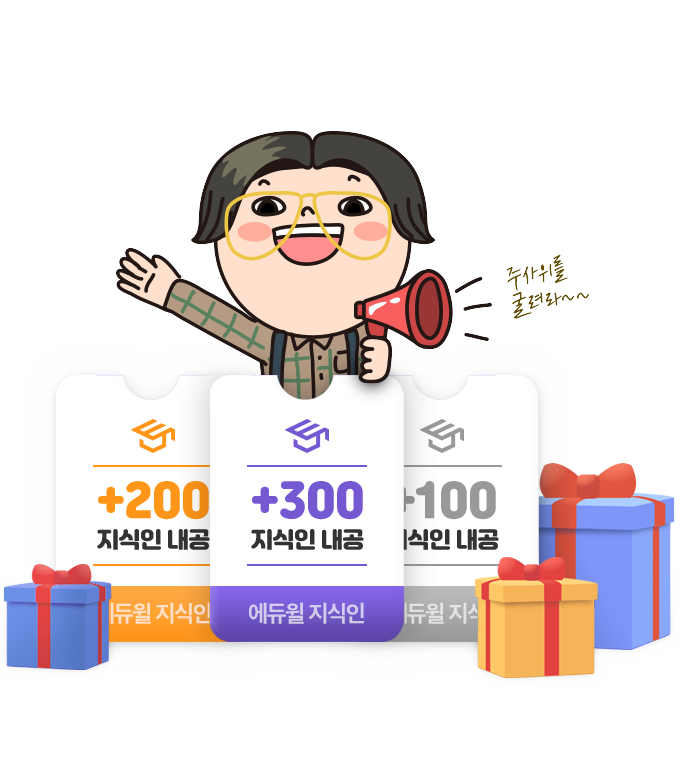 주사위를
굴려라~~
+200
지식인 내공
에듀윌 지식인
+300
지식인 내공
에듀윌 지식인
+100
지식인 내공
듀윌 지식